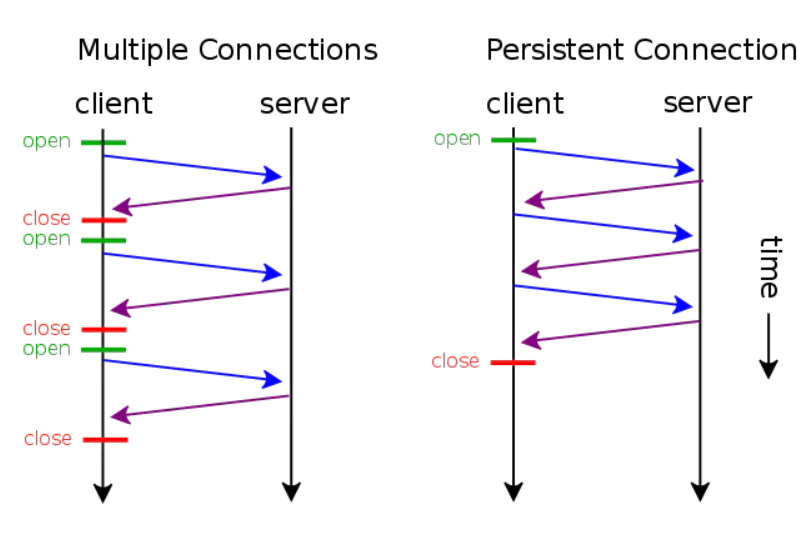 Multiple Connections
client
server
open
close
open
close
open
close
Persistent Connection
client
server
open
close
time